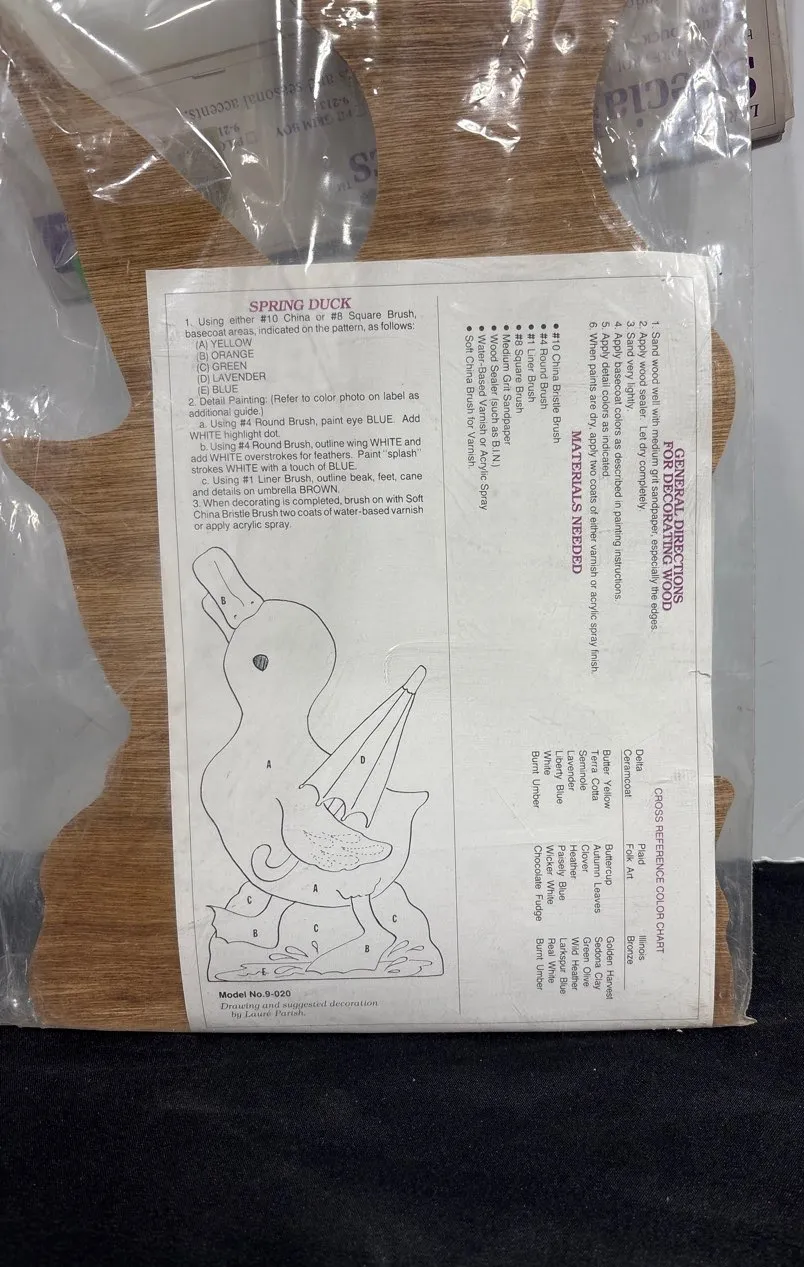 SPRING DUCK
1. Using either #10 China or #8 Square Brush,
basecoat areas, indicated on the pattern, as follows:
(A) YELLOW
(B) ORANGE
(C) GREEN
(D) LAVENDER
(E) BLUE
2. Detail Painting: (Refer to color photo on label as
additional guide.)
a. Using #4 Round Brush, paint eye BLUE. Add
WHITE highlight dot.
b. Using #4 Round Brush, outline wing WHITE and
add WHITE overstrokes for feathers. Paint "splash"
strokes WHITE with a touch of BLUE.
c. Using #1 Liner Brush, outline beak, feet, cane
and details on umbrella BROWN.
3. When decorating is completed, brush on with Soft
China Bristle Brush two coats of water-based varnish
or apply acrylic spray.
B
D
A
A
C
B
C
B
C
E
Model No. 9-020
Drawing and suggested decoration
by Lauré Parish.
GENERAL DIRECTIONS
FOR DECORATING WOOD
1. Sand wood well with medium grit sandpaper, especially the edges.
2. Apply wood sealer. Let dry completely.
3. Sand very lightly.
4. Apply basecoat colors as described in painting instructions.
5. Apply detail colors as indicated.
6. When paints are dry, apply two coats of either varnish or acrylic spray finish.
MATERIALS NEEDED
• #10 China Bristle Brush
• #4 Round Brush
• #1 Liner Brush
• #8 Square Brush
• Medium Grit Sandpaper
• Wood Sealer (such as B.I.N.)
• Water-Based Varnish or Acrylic Spray
• Soft China Brush for Varnish.
CROSS REFERENCE COLOR CHART
Delta Plaid Illinois
Ceramcoat Folk Art Bronze
Butter Yellow Buttercup Golden Harvest
Terra Cotta Autumn Leaves Sedona Clay
Seminole Clover Green Olive
Lavender Heather Wild Heather
Liberty Blue Paisely Blue Larkspur Blue
White Wicker White Real White
Burnt Umber Chocolate Fudge Burnt Umber
and seasonal accents.